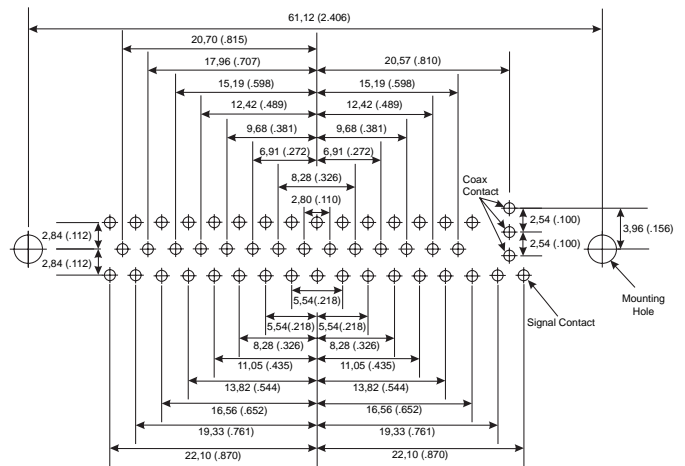 61,12 (2.406)
20,70 (.815)
17,96 (.707) 20,57 (.810)
15,19 (.598) 15,19 (.598)
12,42 (.489) 12,42 (.489)
9,68 (.381) 9,68 (.381)
6,91 (.272) 6,91 (.272)
8,28 (.326)
2,80 (.110)
Coax
Contact
2,54 (.100)
3,96 (.156)
2,84 (.112)
2,54 (.100)
2,84 (.112)
5,54(.218)
Mounting
Hole
Signal Contact
5,54(.218) 5,54(.218)
8,28 (.326) 8,28 (.326)
11,05 (.435) 11,05 (.435)
13,82 (.544) 13,82 (.544)
16,56 (.652) 16,56 (.652)
19,33 (.761) 19,33 (.761)
22,10 (.870) 22,10 (.870)